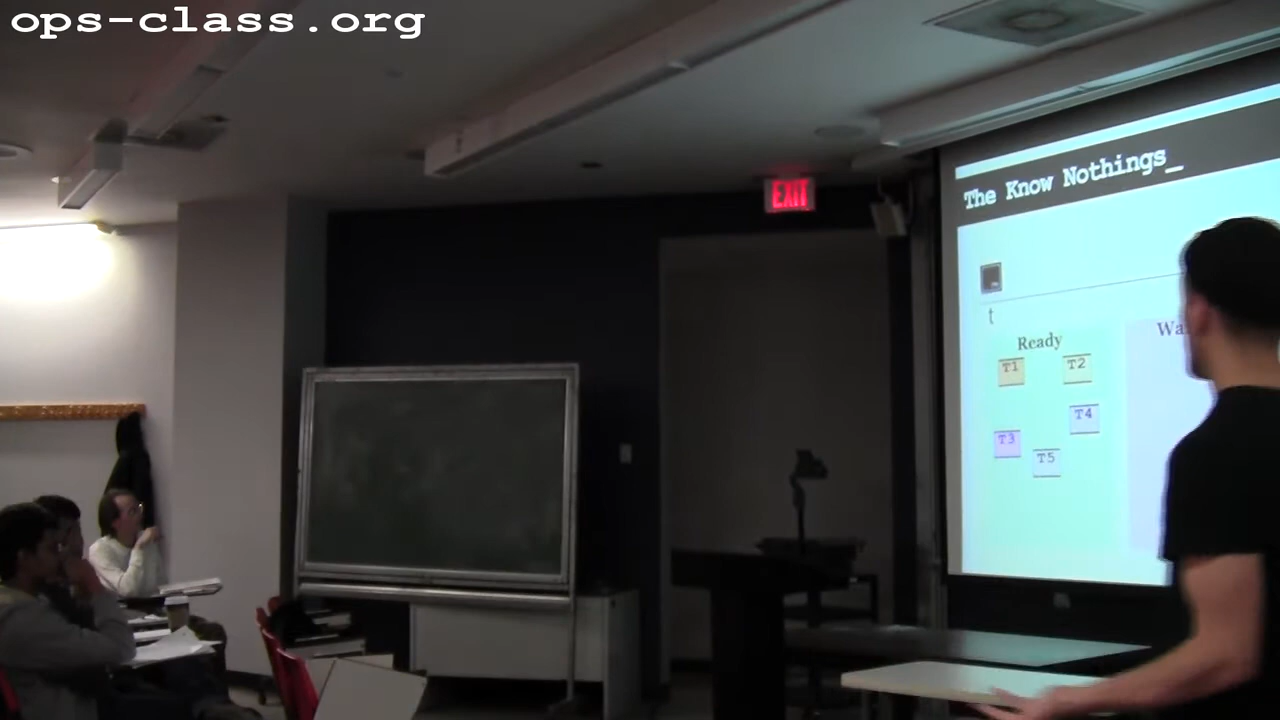 ops-class.org
EXIT
The Know Nothings_
t
Ready
T1
T2
T4
T3
T5